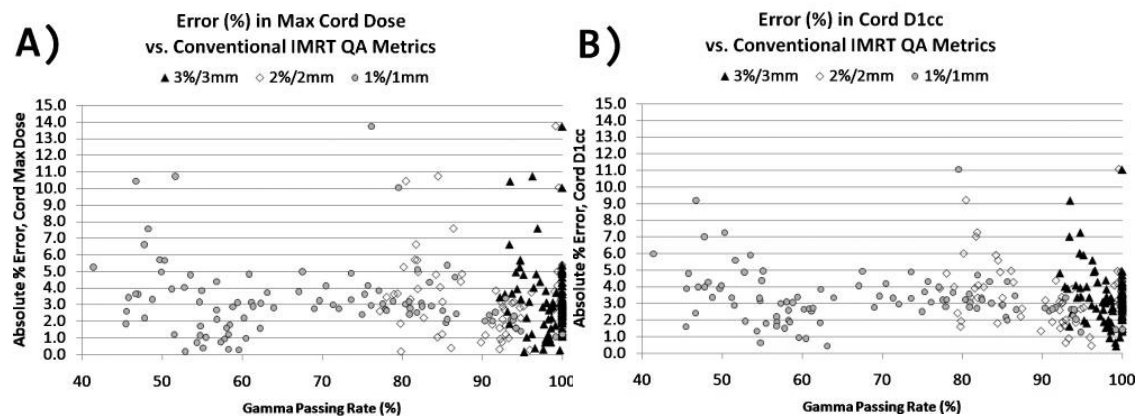 A)
Error (%) in Max Cord Dose
vs. Conventional IMRT QA Metrics
3%/3mm 2%/2mm 1%/1mm
Absolute % Error, Cord Max Dose
15.0
14.0
13.0
12.0
11.0
10.0
9.0
8.0
7.0
6.0
5.0
4.0
3.0
2.0
1.0
0.0
40 50 60 70 80 90 100
Gamma Passing Rate (%)
B)
Error (%) in Cord D1cc
vs. Conventional IMRT QA Metrics
3%/3mm 2%/2mm 1%/1mm
Absolute % Error, Cord D1cc
15.0
14.0
13.0
12.0
11.0
10.0
9.0
8.0
7.0
6.0
5.0
4.0
3.0
2.0
1.0
0.0
40 50 60 70 80 90 100
Gamma Passing Rate (%)